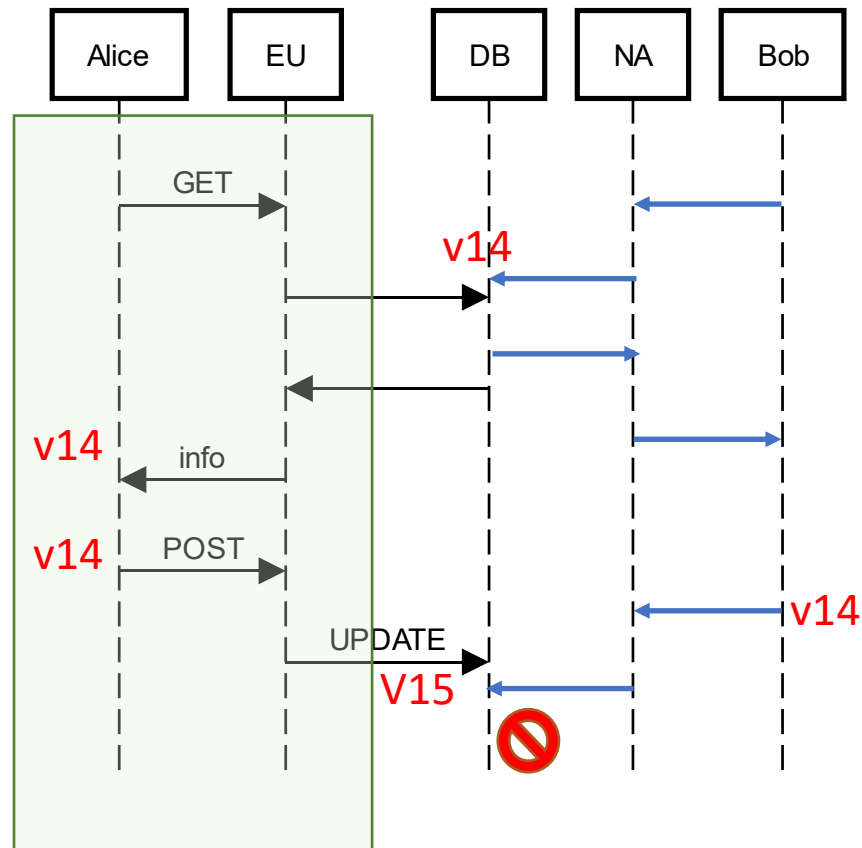 Alice
EU
DB
NA
Bob
GET
v14
v14
info
v14
POST
v14
UPDATE
V15